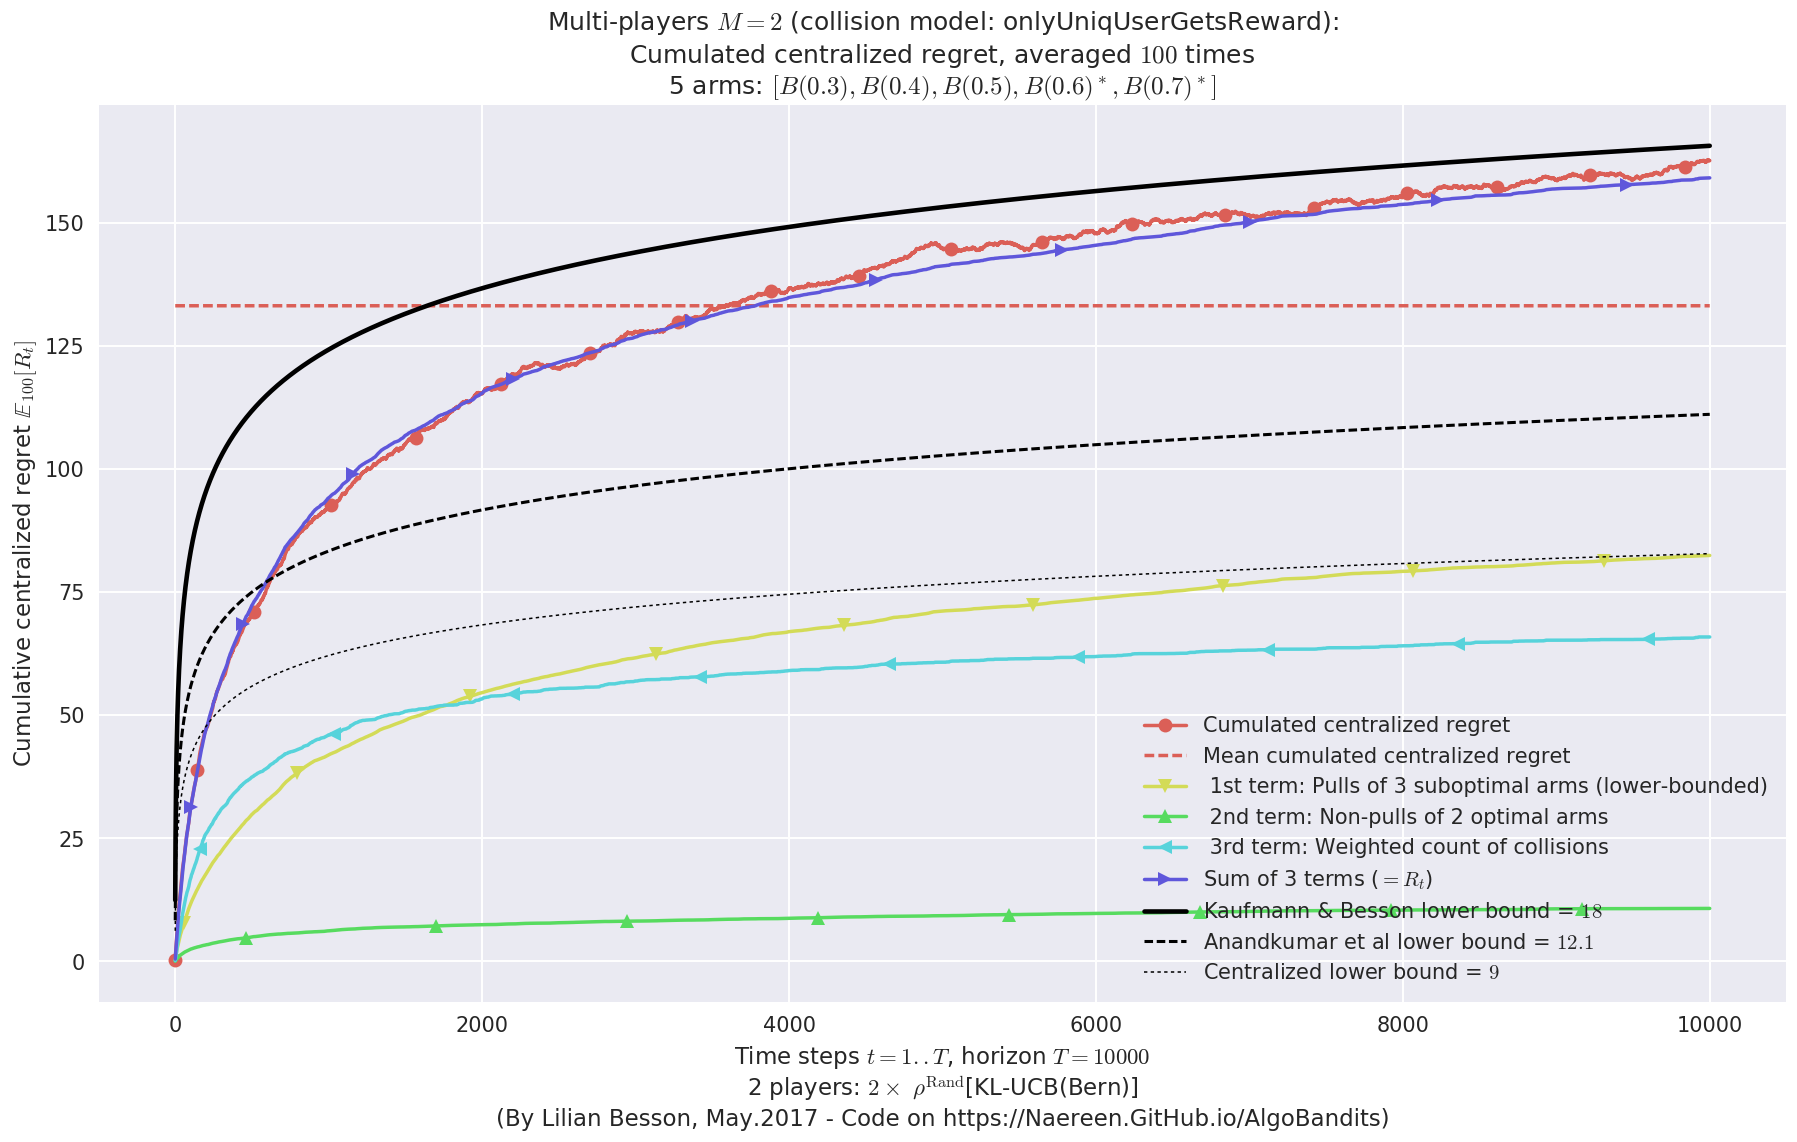 Multi-players M = 2 (collision model: onlyUniqUserGetsReward):
Cumulated centralized regret, averaged 100 times
5 arms: [B(0.3), B(0.4), B(0.5), B(0.6)*, B(0.7)*]
Cumulative centralized regret 𝔼₁₀₀[Rₜ]
150
125
100
75
50
25
0
Cumulated centralized regret
Mean cumulated centralized regret
1st term: Pulls of 3 suboptimal arms (lower-bounded)
2nd term: Non-pulls of 2 optimal arms
3rd term: Weighted count of collisions
Sum of 3 terms (= Rₜ)
Kaufmann & Besson lower bound = 18
Anandkumar et al lower bound = 12.1
Centralized lower bound = 9
0 2000 4000 6000 8000 10000
Time steps t = 1..T, horizon T = 10000
2 players: 2 × ρ^Rand[KL-UCB(Bern)]
(By Lilian Besson, May.2017 - Code on https://Naereen.GitHub.io/AlgoBandits)